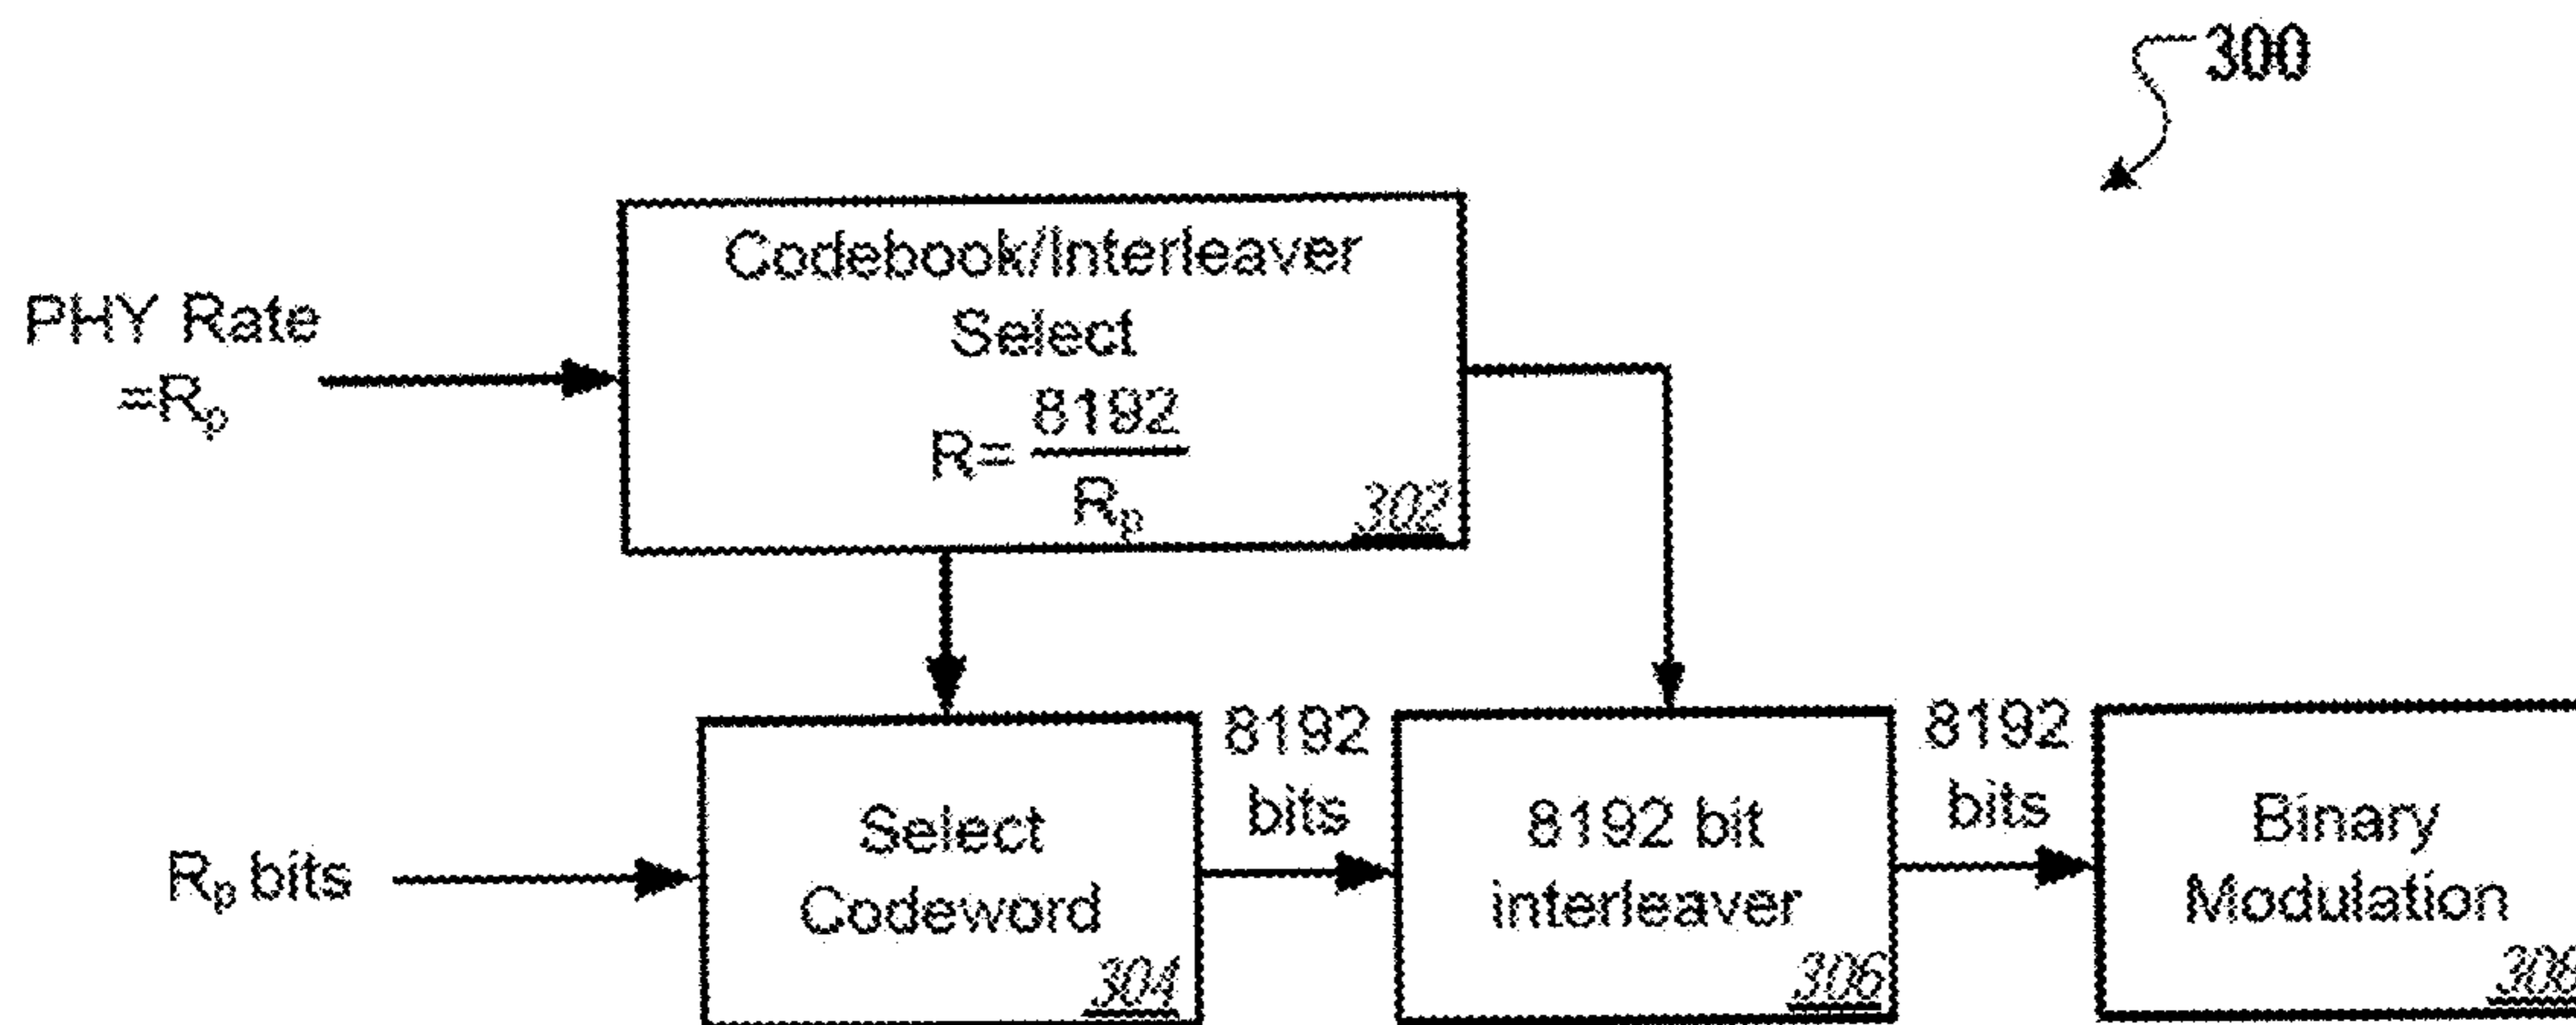 300
PHY Rate
=Rₚ
Codebook/Interleaver
Select
R= 8192
Rₚ
302
Rₚ bits
Select
Codeword
304
8192
bits
8192 bit
interleaver
306
8192
bits
Binary
Modulation
308